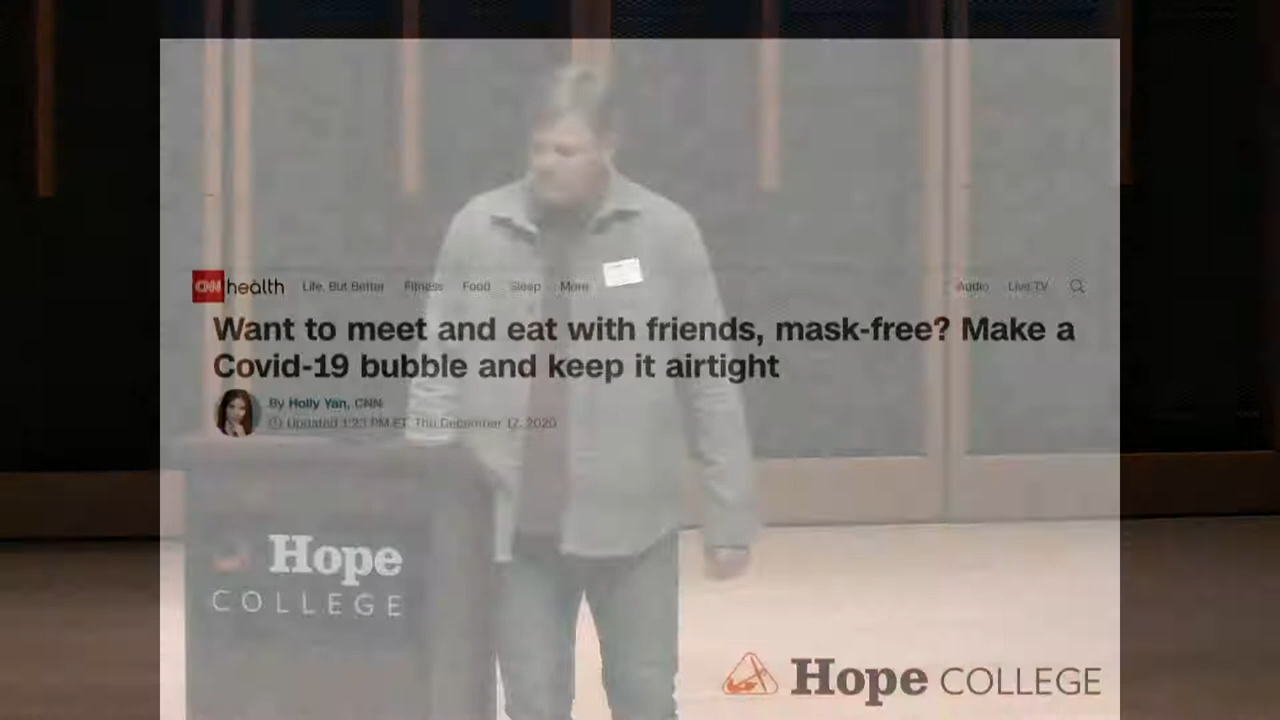 CNN health Life, But Better Fitness Food Sleep More Audio Live TV
Want to meet and eat with friends, mask-free? Make a
Covid-19 bubble and keep it airtight
By Holly Yan, CNN
Updated 1:23 PM ET, Thu December 17, 2020
Hope
COLLEGE
Hope COLLEGE